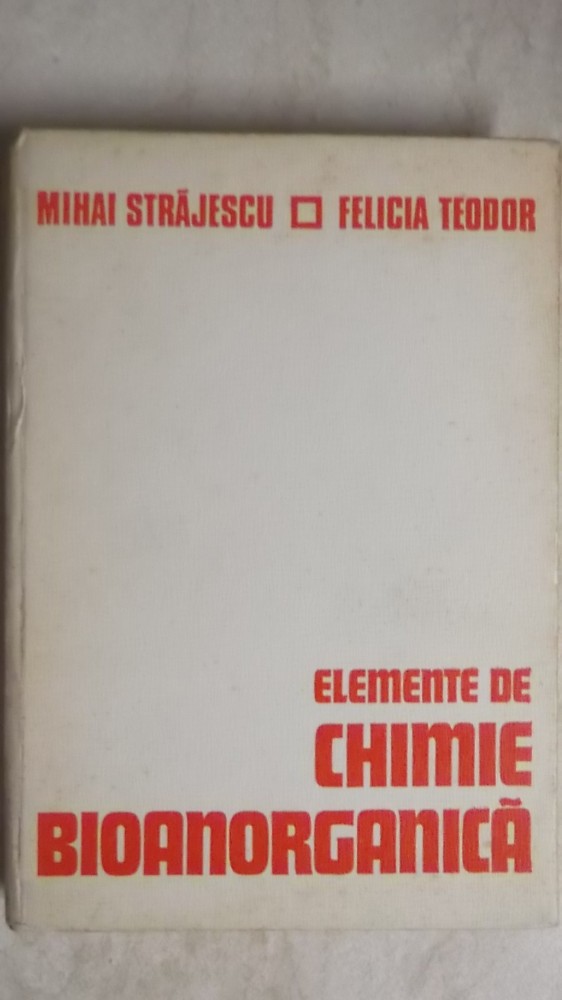 MIHAI STRĂJESCU □ FELICIA TEODOR
ELEMENTE DE
CHIMIE
BIOANORGANICĂ